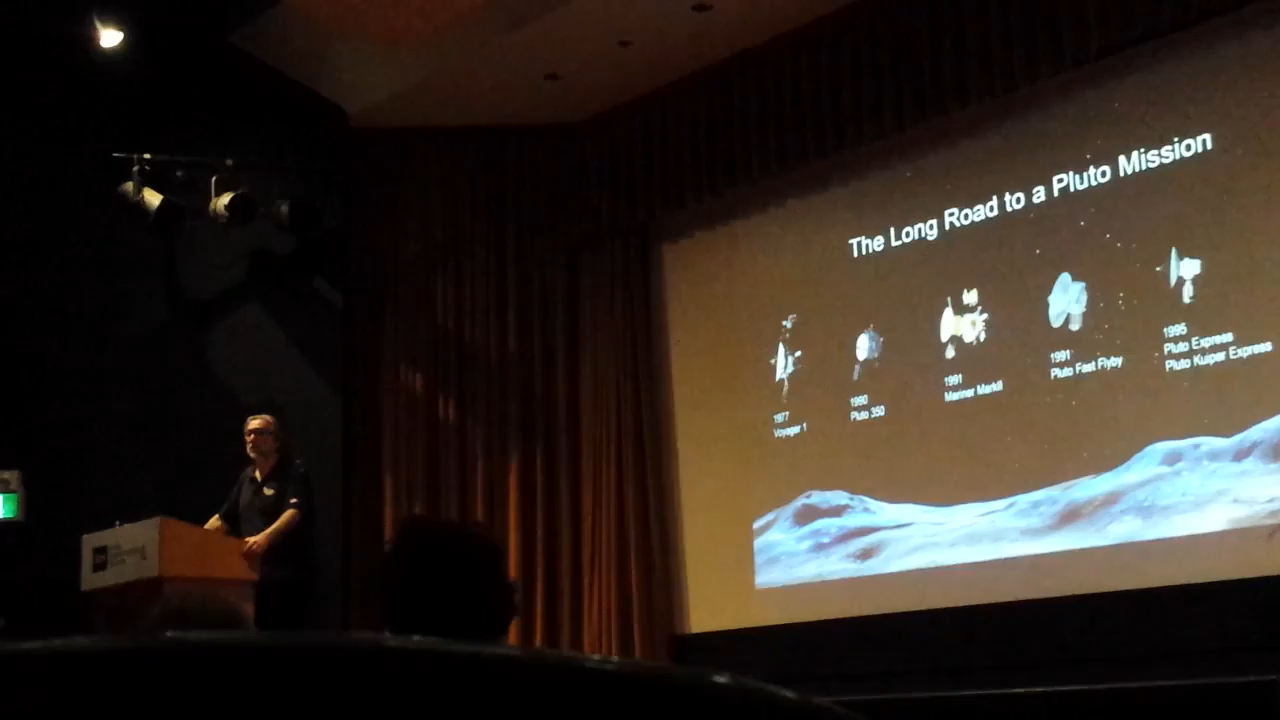 The Long Road to a Pluto Mission
1977
Voyager 1
1990
Pluto 350
1991
Mariner MarkII
1991
Pluto Fast Flyby
1995
Pluto Express
Pluto Kuiper Express